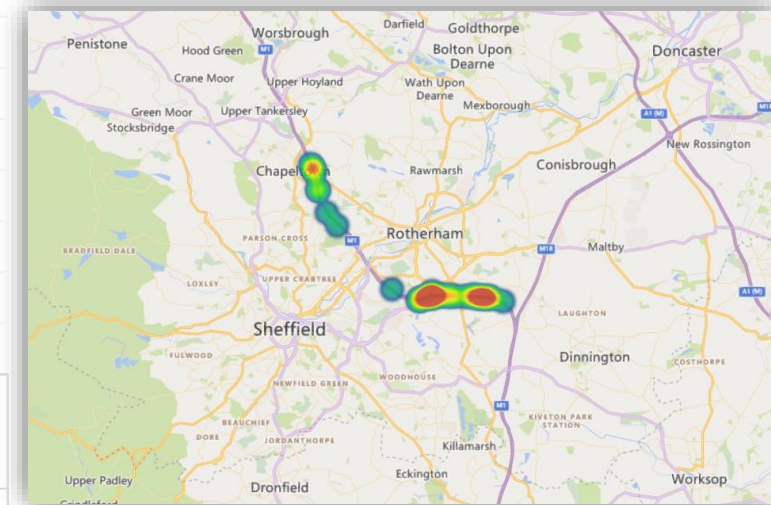 Darfield
Goldthorpe
Worsbrough
Penistone
Hood Green
M1
Bolton Upon
Dearne
Doncaster
Crane Moor
Upper Hoyland
Wath Upon
Dearne
Mexborough
Green Moor
Upper Tankersley
A1 (M)
Stocksbridge
New Rossington
Conisbrough
Rawmarsh
PARSON CROSS
M1
Rotherham
BRADFIELD DALE
M18
Maltby
LOXLEY
UPPER CRABTREE
A1 (M)
LAUGHTON
Sheffield
FULWOOD
Dinnington
COSTHORPE
WOODHOUSE
NEWFIELD GREEN
M1
KIVETON PARK
STATION
BEAUCHIEF
DORE
JORDANTHORPE
Killamarsh
Eckington
Upper Padley
Dronfield
Worksop